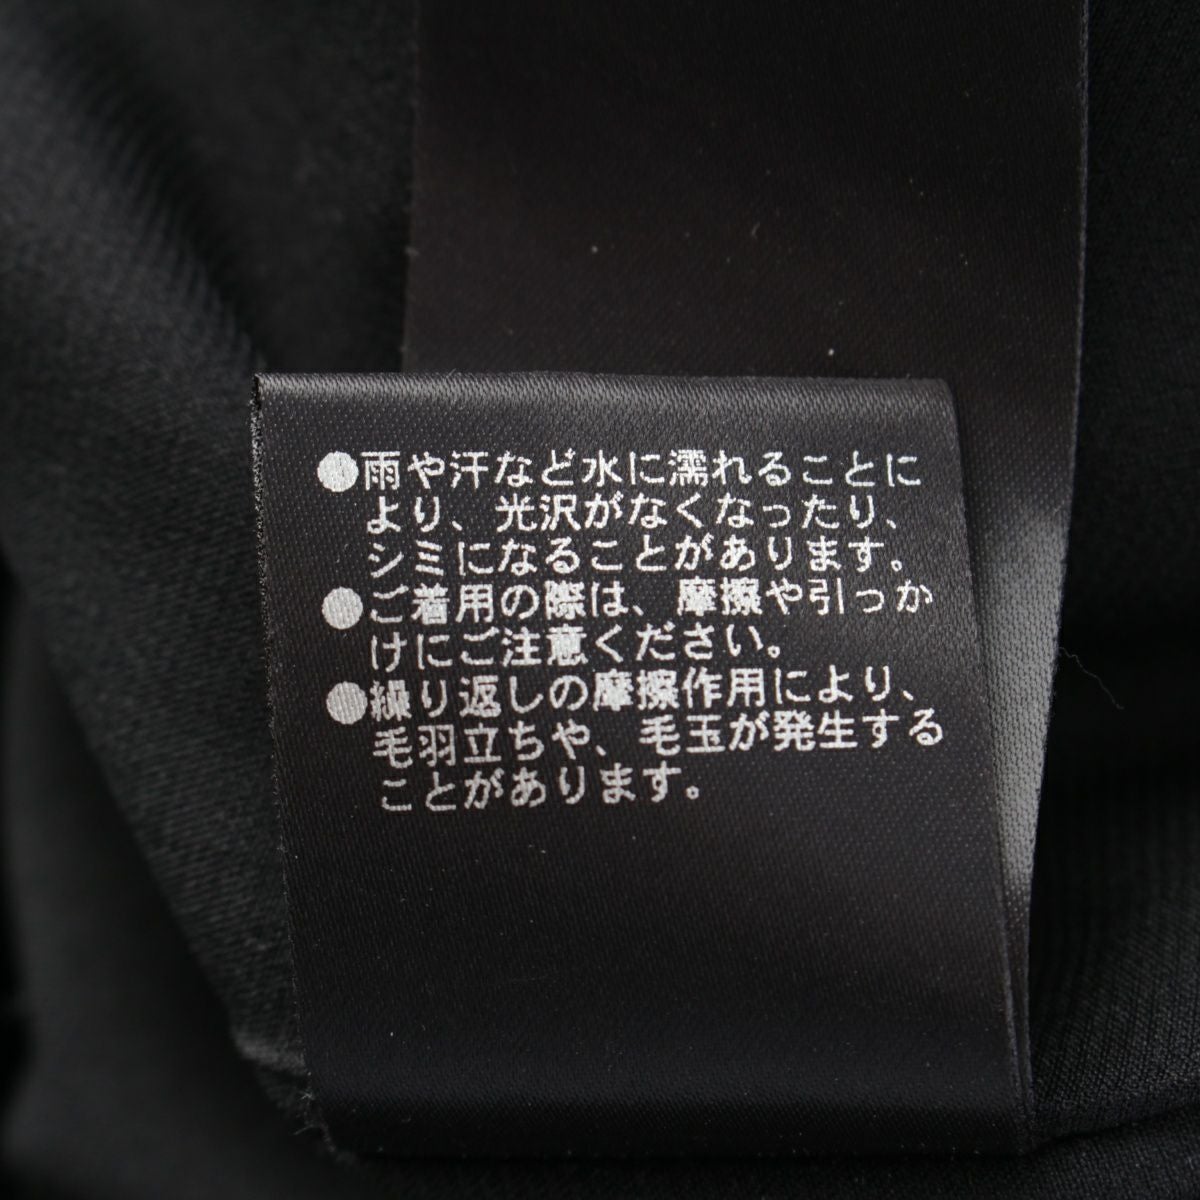 ●雨や汗など水に濡れることに
より、光沢がなくなったり、
シミになることがあります。
●ご着用の際は、摩擦や引っか
けにご注意ください。
●繰り返しの摩擦作用により、
毛羽立ちや、毛玉が発生する
ことがあります。